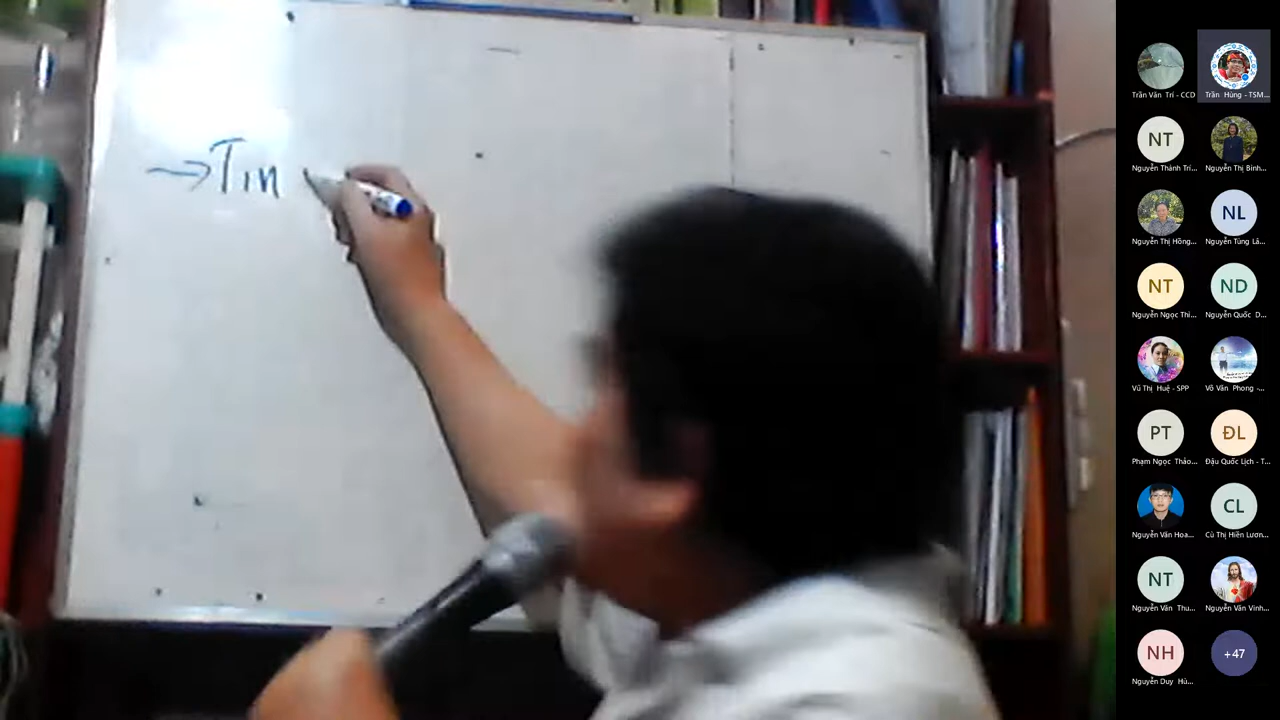 →Tin
Trần Văn Trí - CCD
Trần Hùng - TSM...
NT
Nguyễn Thành Trí...
Nguyễn Thị Bình...
Nguyễn Thị Hồng...
NL
Nguyễn Tùng Lâ...
NT
Nguyễn Ngọc Thì...
ND
Nguyễn Quốc D...
Vũ Thị Huệ - SPP
Võ Văn Phong -...
PT
Phạm Ngọc Thảo...
ĐL
Đậu Quốc Lịch - T...
Nguyễn Văn Hoa...
CL
Cù Thị Hiền Lươn...
NT
Nguyễn Văn Thu...
Nguyễn Văn Vinh...
NH
Nguyễn Duy Hù...
+47